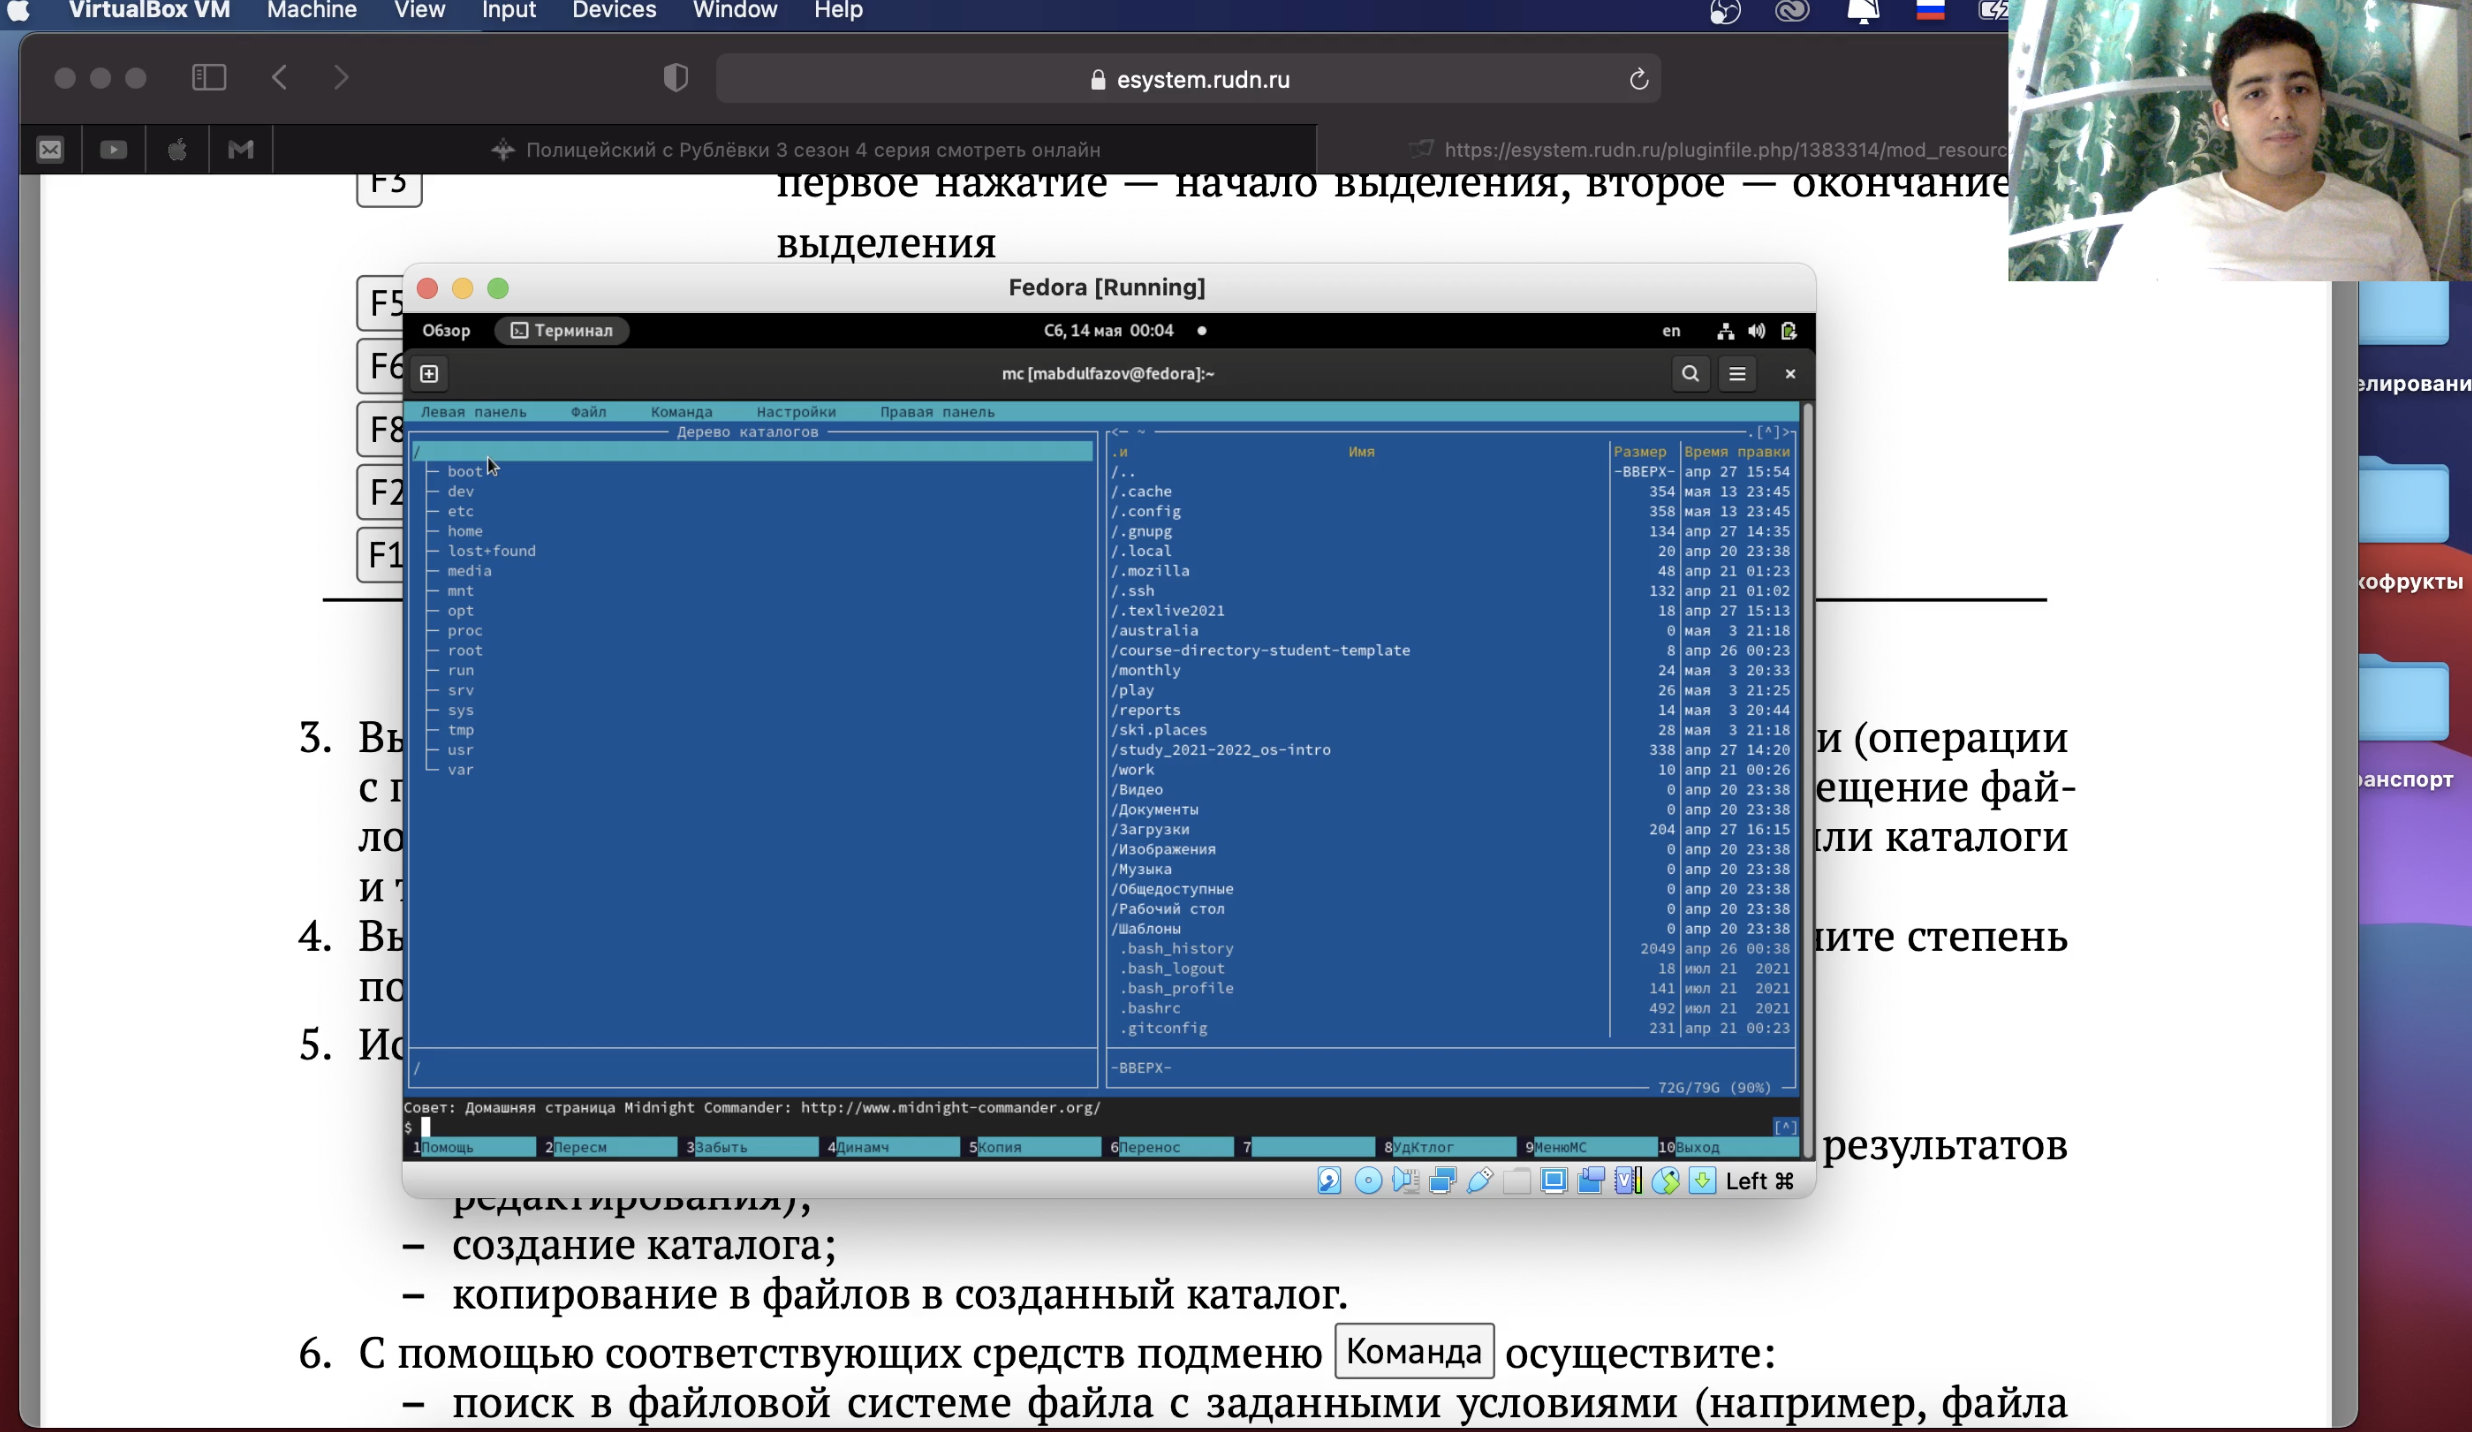 VirtualBox VM Machine View Input Devices Window Help
esystem.rudn.ru
Полицейский с Рублёвки 3 сезон 4 серия смотреть онлайн
https://esystem.rudn.ru/pluginfile.php/1383314/mod_resourc
F3 первое нажатие — начало выделения, второе — окончание
выделения
F5
F6
F8
F2
F1
Fedora [Running]
Обзор Терминал Сб, 14 мая 00:04 en
mc [mabdulfazov@fedora]:~
Левая панель Файл Команда Настройки Правая панель
Дерево каталогов
/
boot
dev
etc
home
lost+found
media
mnt
opt
proc
root
run
srv
sys
tmp
usr
var
/
<— ~ .[^]>
.и Имя Размер Время правки
/.. -ВВЕРХ- апр 27 15:54
/.cache 354 мая 13 23:45
/.config 358 мая 13 23:45
/.gnupg 134 апр 27 14:35
/.local 20 апр 20 23:38
/.mozilla 48 апр 21 01:23
/.ssh 132 апр 21 01:02
/.texlive2021 18 апр 27 15:13
/australia 0 мая 3 21:18
/course-directory-student-template 8 апр 26 00:23
/monthly 24 мая 3 20:33
/play 26 мая 3 21:25
/reports 14 мая 3 20:44
/ski.places 28 мая 3 21:18
/study_2021-2022_os-intro 338 апр 27 14:20
/work 10 апр 21 00:26
/Видео 0 апр 20 23:38
/Документы 0 апр 20 23:38
/Загрузки 204 апр 27 16:15
/Изображения 0 апр 20 23:38
/Музыка 0 апр 20 23:38
/Общедоступные 0 апр 20 23:38
/Рабочий стол 0 апр 20 23:38
/Шаблоны 0 апр 20 23:38
.bash_history 2049 апр 26 00:38
.bash_logout 18 июл 21 2021
.bash_profile 141 июл 21 2021
.bashrc 492 июл 21 2021
.gitconfig 231 апр 21 00:23
-ВВЕРХ-
72G/79G (90%)
Совет: Домашняя страница Midnight Commander: http://www.midnight-commander.org/
$ [^]
1Помощь 2Пересм 3Забыть 4Динамч 5Копия 6Перенос 7 8УдКтлог 9МенюMC 10Выход
Left ⌘
3. Вы и (операции
с п ещение фай-
ло ли каталоги
и т
4. Вы ните степень
по
5. Ис
результатов
редактирования);
– создание каталога;
– копирование в файлов в созданный каталог.
6. С помощью соответствующих средств подменю Команда осуществите:
– поиск в файловой системе файла с заданными условиями (например, файла
елировани
кофрукты
ранспорт